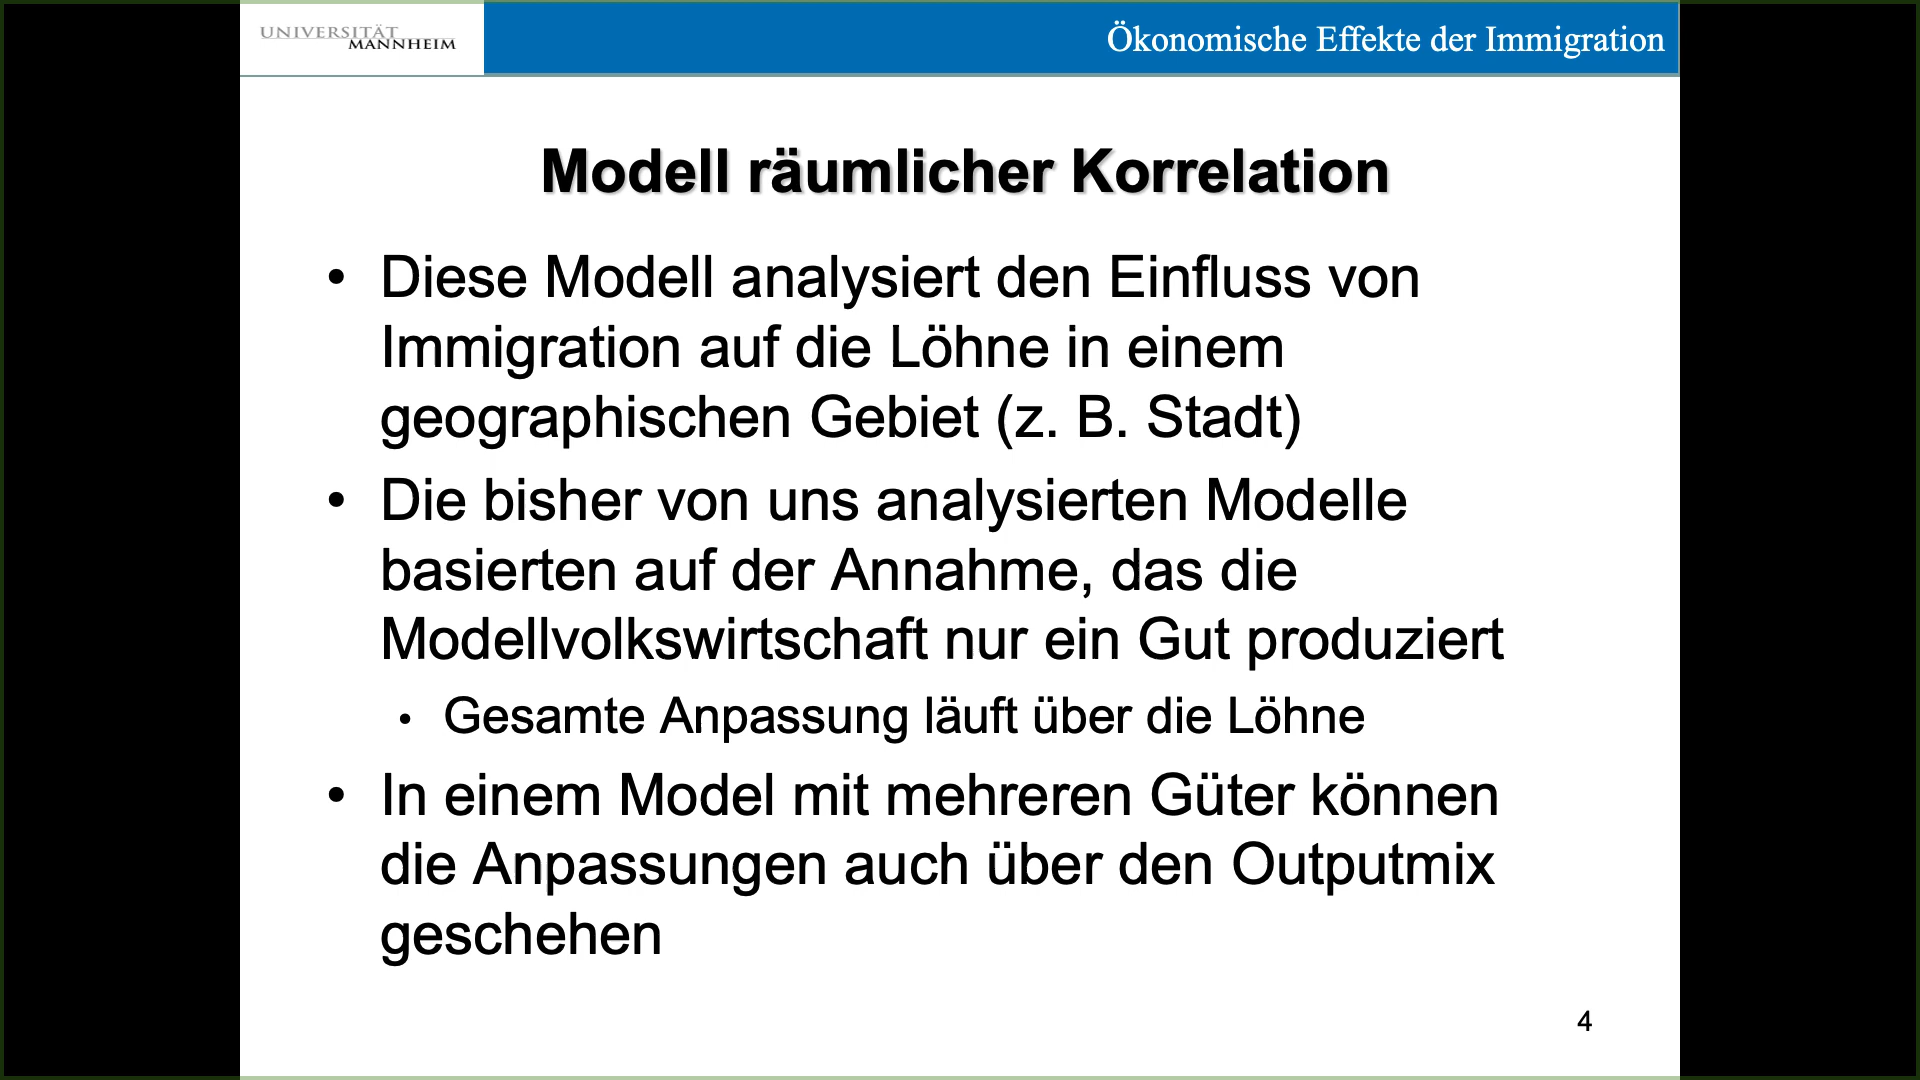 UNIVERSITÄT
MANNHEIM
Ökonomische Effekte der Immigration
Modell räumlicher Korrelation
• Diese Modell analysiert den Einfluss von
Immigration auf die Löhne in einem
geographischen Gebiet (z. B. Stadt)
• Die bisher von uns analysierten Modelle
basierten auf der Annahme, das die
Modellvolkswirtschaft nur ein Gut produziert
• Gesamte Anpassung läuft über die Löhne
• In einem Model mit mehreren Güter können
die Anpassungen auch über den Outputmix
geschehen
4